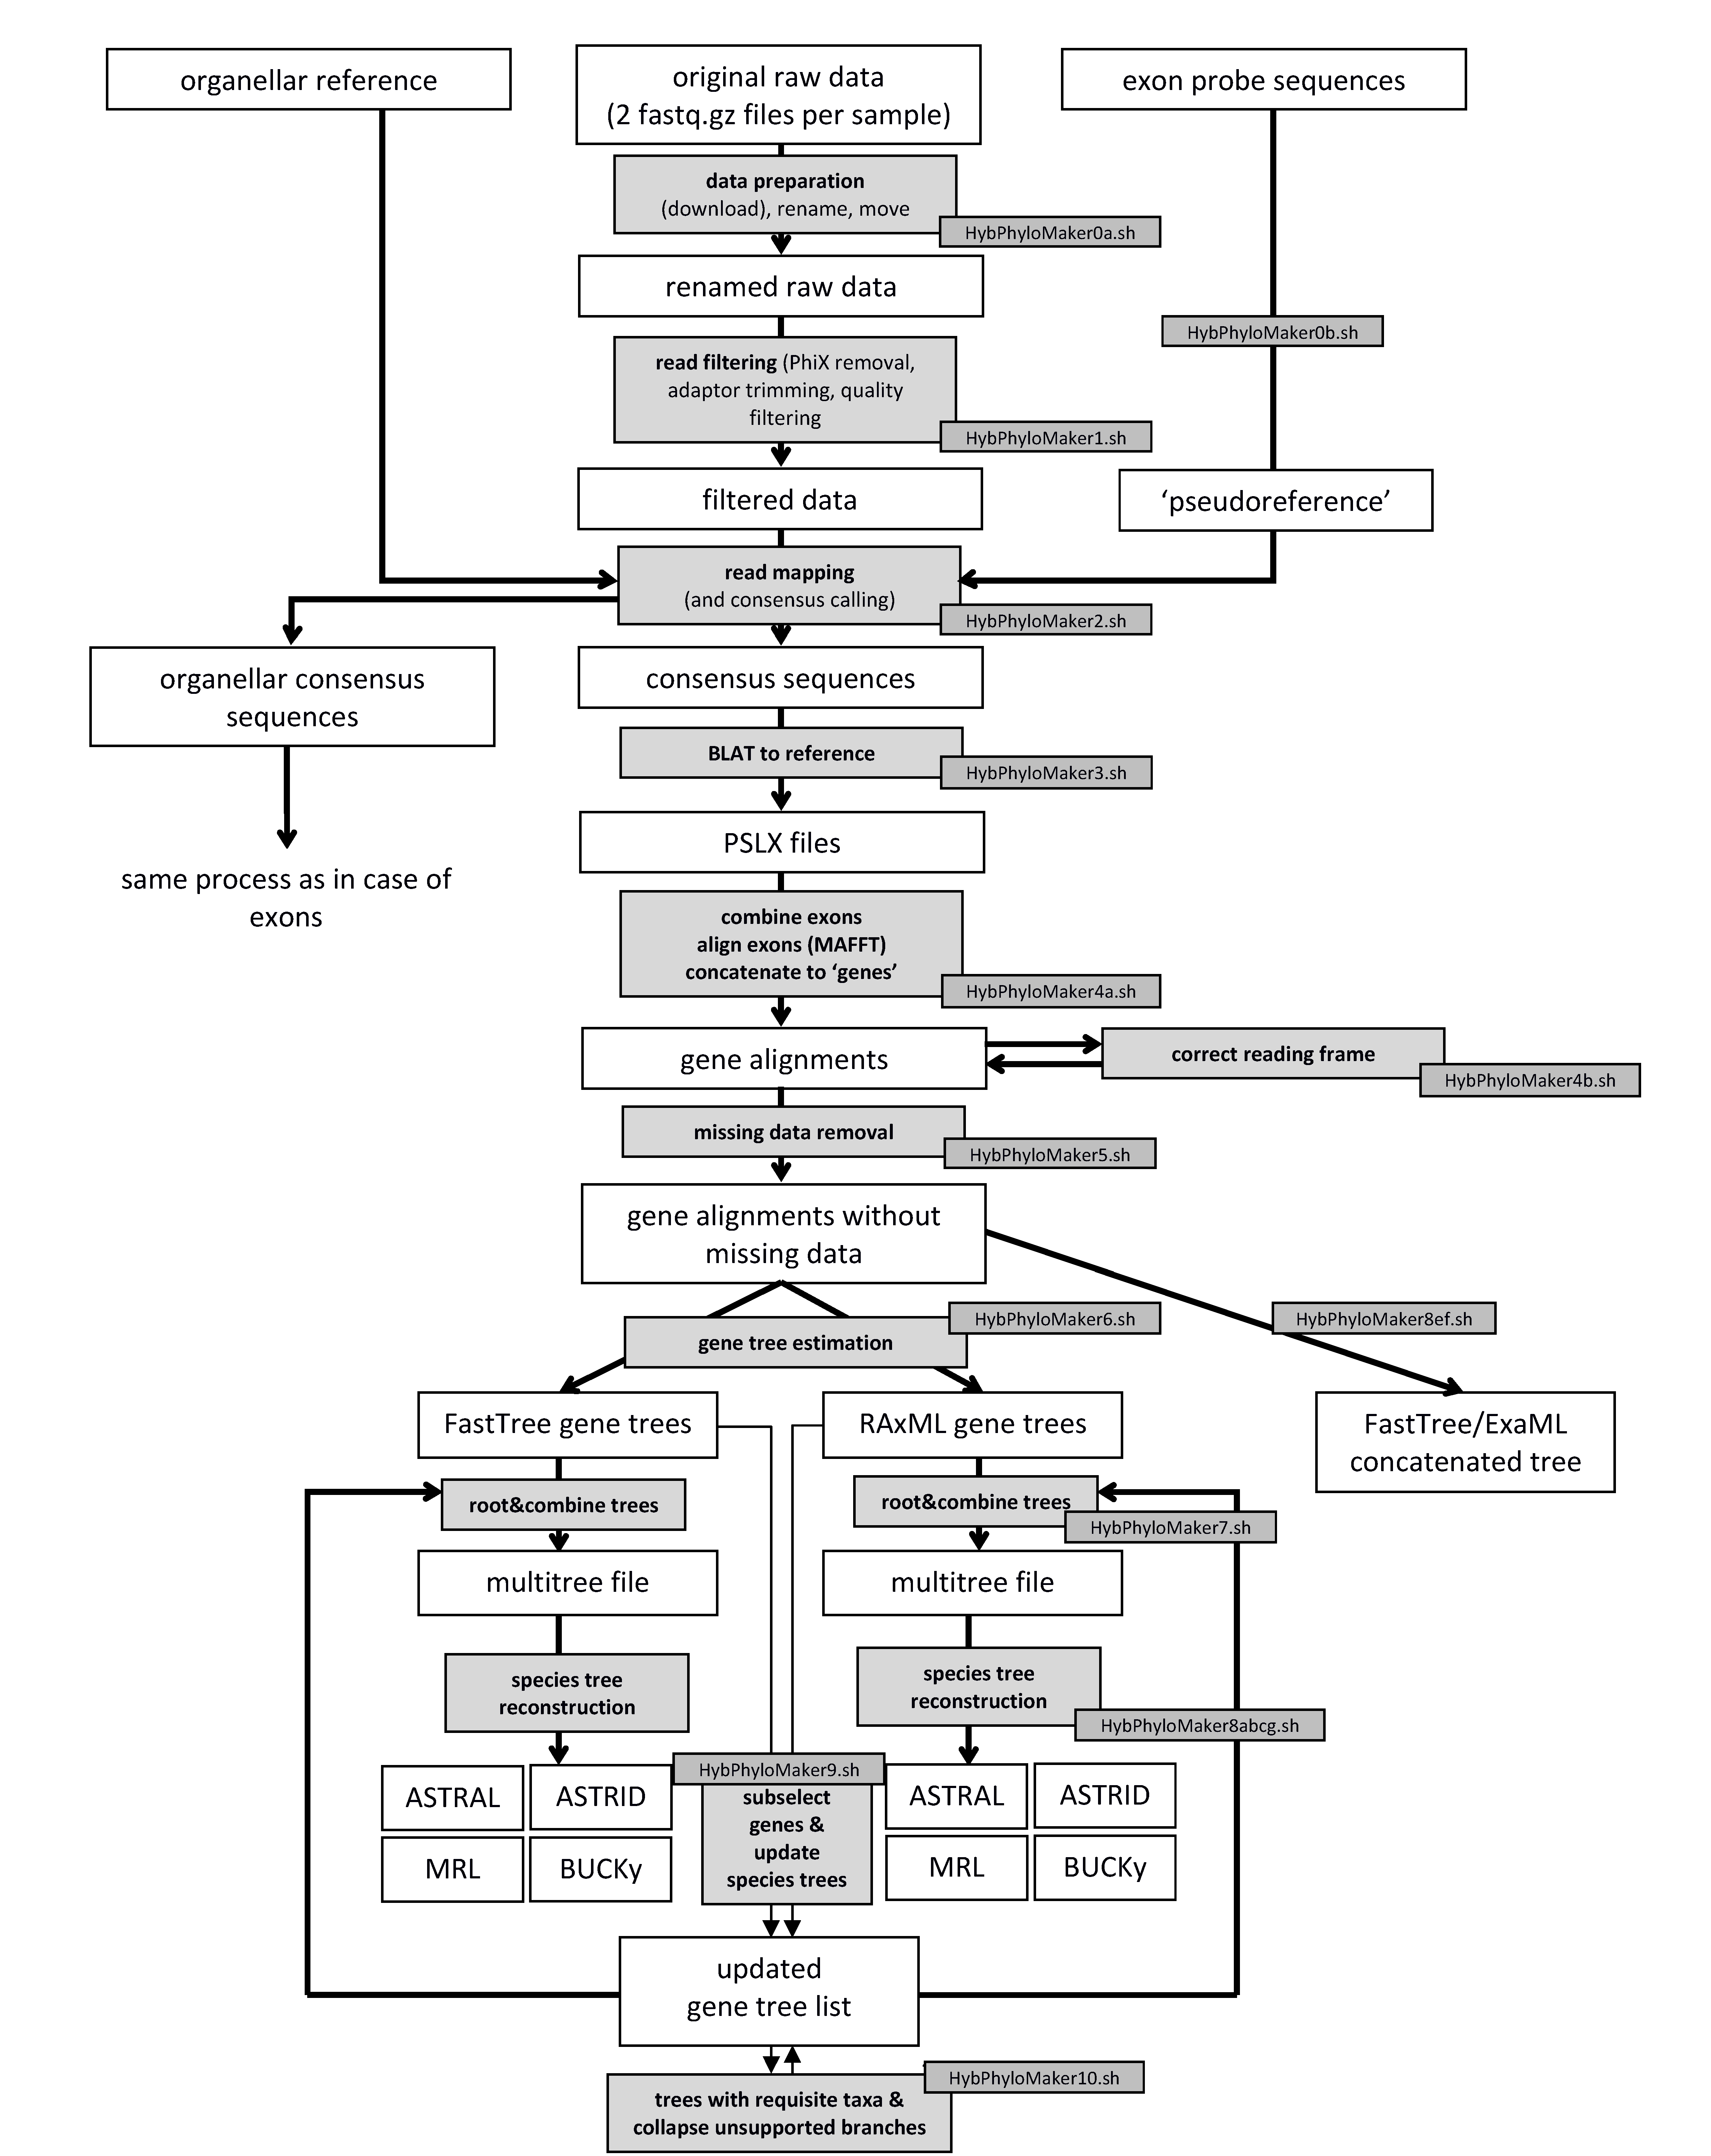 organellar reference
original raw data
(2 fastq.gz files per sample)
exon probe sequences
data preparation
(download), rename, move
HybPhyloMaker0a.sh
renamed raw data
HybPhyloMaker0b.sh
read filtering (PhiX removal,
adaptor trimming, quality
filtering
HybPhyloMaker1.sh
filtered data
‘pseudoreference’
read mapping
(and consensus calling)
HybPhyloMaker2.sh
organellar consensus
sequences
consensus sequences
BLAT to reference
HybPhyloMaker3.sh
PSLX files
same process as in case of
exons
combine exons
align exons (MAFFT)
concatenate to ‘genes’
HybPhyloMaker4a.sh
gene alignments
correct reading frame
HybPhyloMaker4b.sh
missing data removal
HybPhyloMaker5.sh
gene alignments without
missing data
HybPhyloMaker6.sh
HybPhyloMaker8ef.sh
gene tree estimation
FastTree gene trees
RAxML gene trees
FastTree/ExaML
concatenated tree
root&combine trees
root&combine trees
HybPhyloMaker7.sh
multitree file
multitree file
species tree
reconstruction
species tree
reconstruction
HybPhyloMaker8abcg.sh
HybPhyloMaker9.sh
ASTRAL
ASTRID
MRL
BUCKy
subselect
genes &
update
species trees
ASTRAL
ASTRID
MRL
BUCKy
updated
gene tree list
HybPhyloMaker10.sh
trees with requisite taxa &
collapse unsupported branches